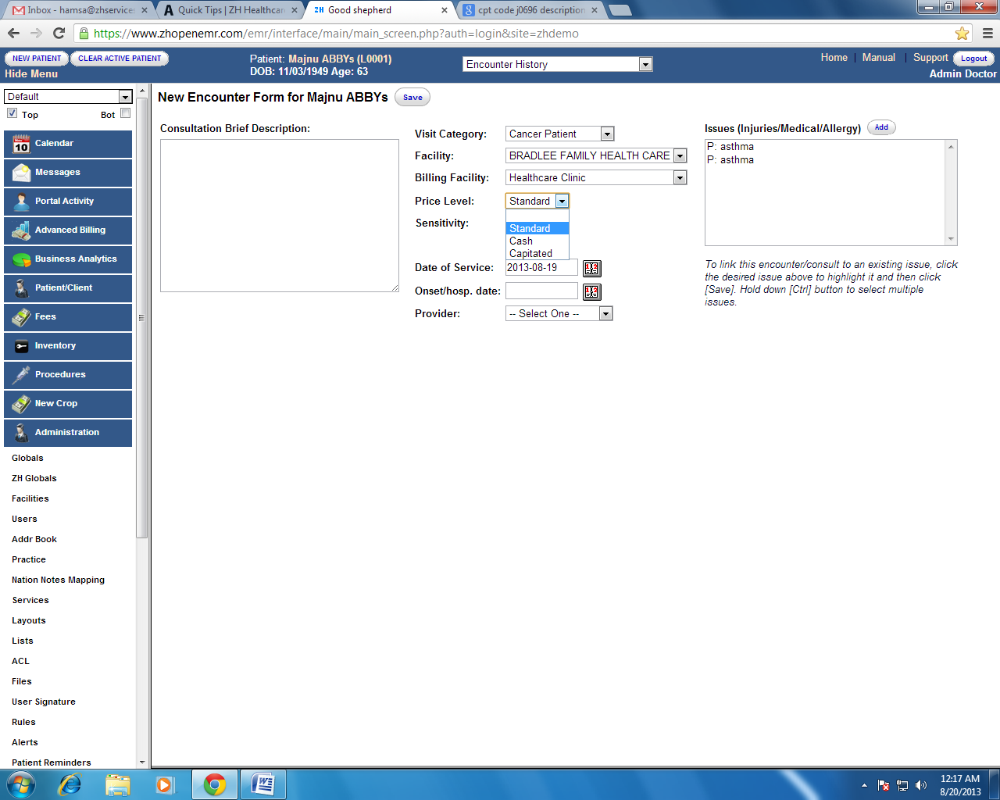 Inbox - hamsa@zhservices
Quick Tips | ZH Healthcar
ZH Good shepherd
cpt code j0696 description
https://www.zhopenemr.com/emr/interface/main/main_screen.php?auth=login&site=zhdemo
NEW PATIENT
CLEAR ACTIVE PATIENT
Hide Menu
Patient: Majnu ABBYs (L0001)
DOB: 11/03/1949 Age: 63
Encounter History
Home | Manual | Support
Logout
Admin Doctor
Default
Top
Bot
Calendar
Messages
Portal Activity
Advanced Billing
Business Analytics
Patient/Client
Fees
Inventory
Procedures
New Crop
Administration
Globals
ZH Globals
Facilities
Users
Addr Book
Practice
Nation Notes Mapping
Services
Layouts
Lists
ACL
Files
User Signature
Rules
Alerts
Patient Reminders
New Encounter Form for Majnu ABBYs
Save
Consultation Brief Description:
Visit Category: Cancer Patient
Facility: BRADLEE FAMILY HEALTH CARE
Billing Facility: Healthcare Clinic
Price Level: Standard
Sensitivity:
Standard
Cash
Capitated
Date of Service: 2013-08-19
Onset/hosp. date:
Provider: -- Select One --
Issues (Injuries/Medical/Allergy)
Add
P: asthma
P: asthma
To link this encounter/consult to an existing issue, click
the desired issue above to highlight it and then click
[Save]. Hold down [Ctrl] button to select multiple
issues.
12:17 AM
8/20/2013